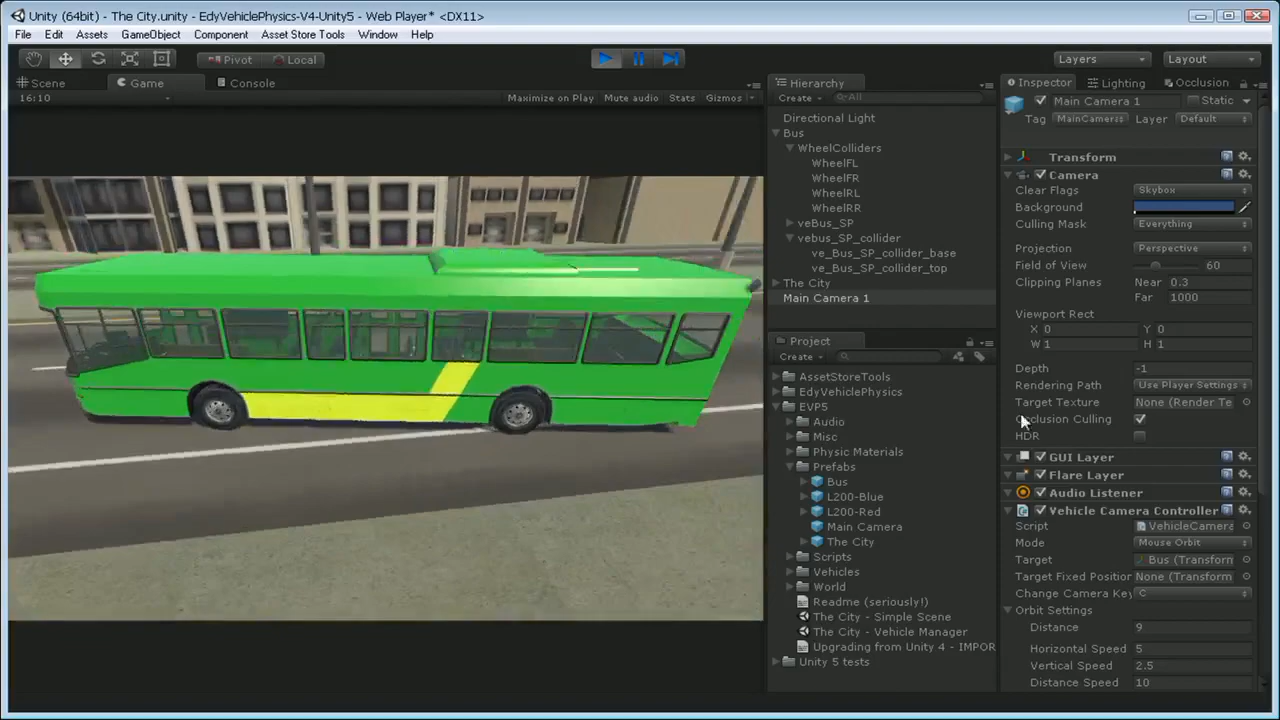 Unity (64bit) - The City.unity - EdyVehiclePhysics-V4-Unity5 - Web Player* <DX11>
File Edit Assets GameObject Component Asset Store Tools Window Help
Pivot Local Layers Layout
Scene Game Console
16:10 Maximize on Play Mute audio Stats Gizmos
Hierarchy
Create All
Directional Light
Bus
WheelColliders
WheelFL
WheelFR
WheelRL
WheelRR
veBus_SP
vebus_SP_collider
ve_Bus_SP_collider_base
ve_Bus_SP_collider_top
The City
Main Camera 1
Project
Create
AssetStoreTools
EdyVehiclePhysics
EVP5
Audio
Misc
Physic Materials
Prefabs
Bus
L200-Blue
L200-Red
Main Camera
The City
Scripts
Vehicles
World
Readme (seriously!)
The City - Simple Scene
The City - Vehicle Manager
Upgrading from Unity 4 - IMPOR
Unity 5 tests
Inspector Lighting Occlusion
Main Camera 1 Static
Tag MainCamera Layer Default
Transform
Camera
Clear Flags Skybox
Background
Culling Mask Everything
Projection Perspective
Field of View 60
Clipping Planes Near 0.3
Far 1000
Viewport Rect
X 0 Y 0
W 1 H 1
Depth -1
Rendering Path Use Player Settings
Target Texture None (Render Te
Occlusion Culling
HDR
GUI Layer
Flare Layer
Audio Listener
Vehicle Camera Controller
Script VehicleCamera
Mode Mouse Orbit
Target Bus (Transform
Target Fixed Position None (Transform
Change Camera Key C
Orbit Settings
Distance 9
Horizontal Speed 5
Vertical Speed 2.5
Distance Speed 10